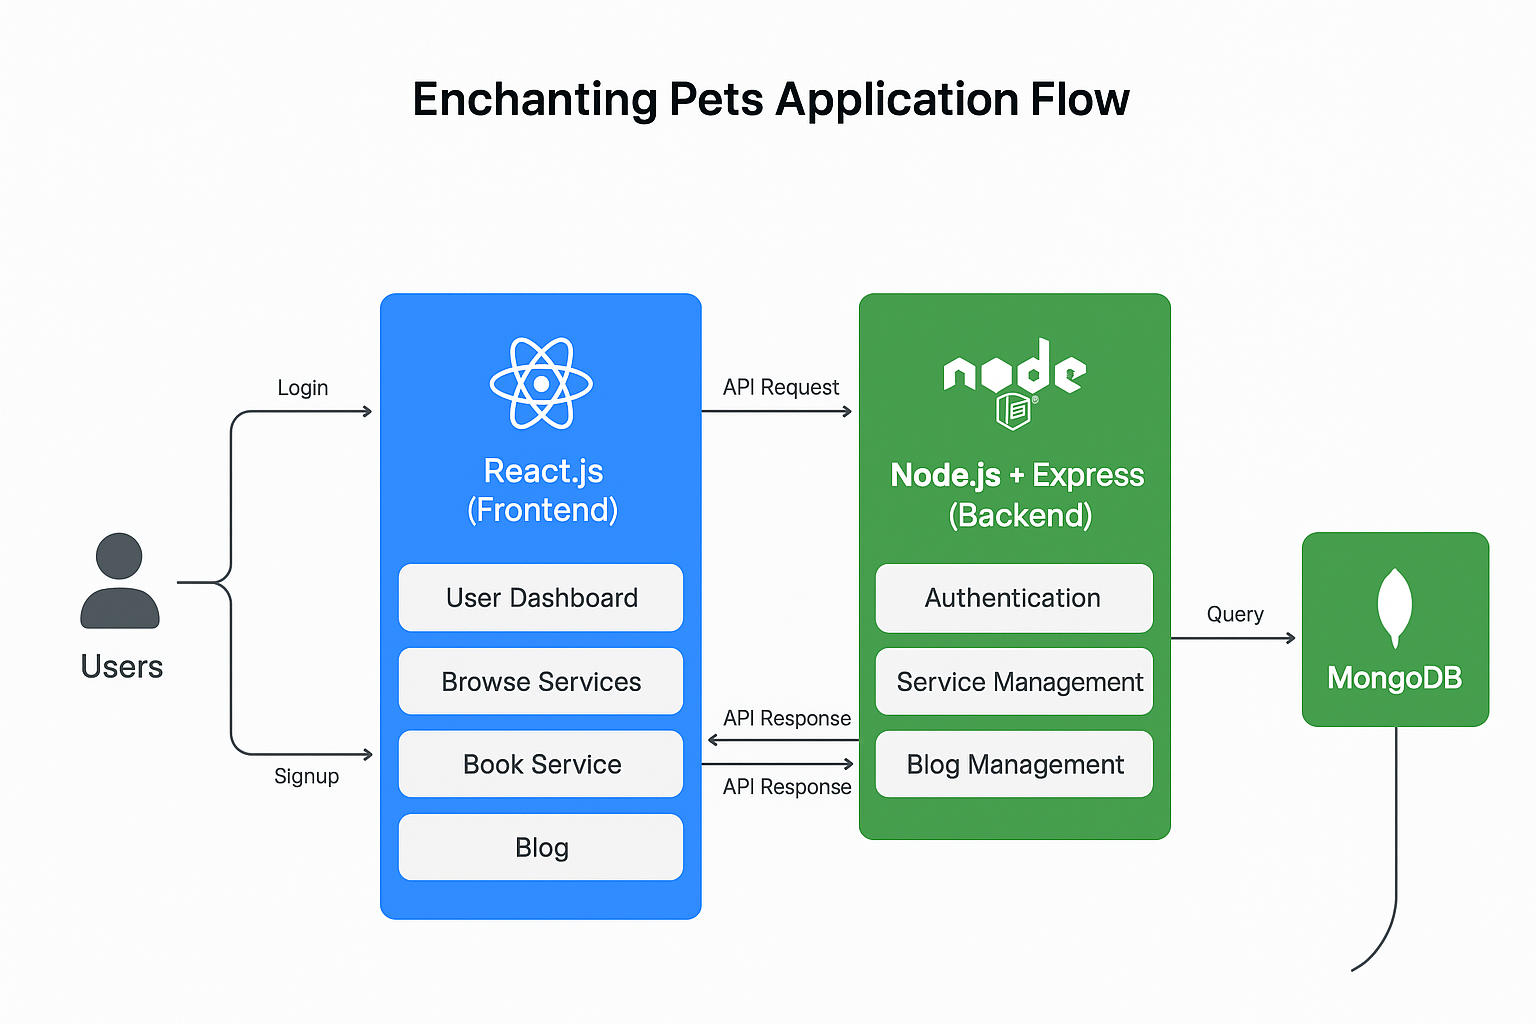 Enchanting Pets Application Flow
Login
Signup
Users
React.js
(Frontend)
User Dashboard
Browse Services
Book Service
Blog
API Request
API Response
API Response
node
®
Node.js + Express
(Backend)
Authentication
Service Management
Blog Management
Query
MongoDB